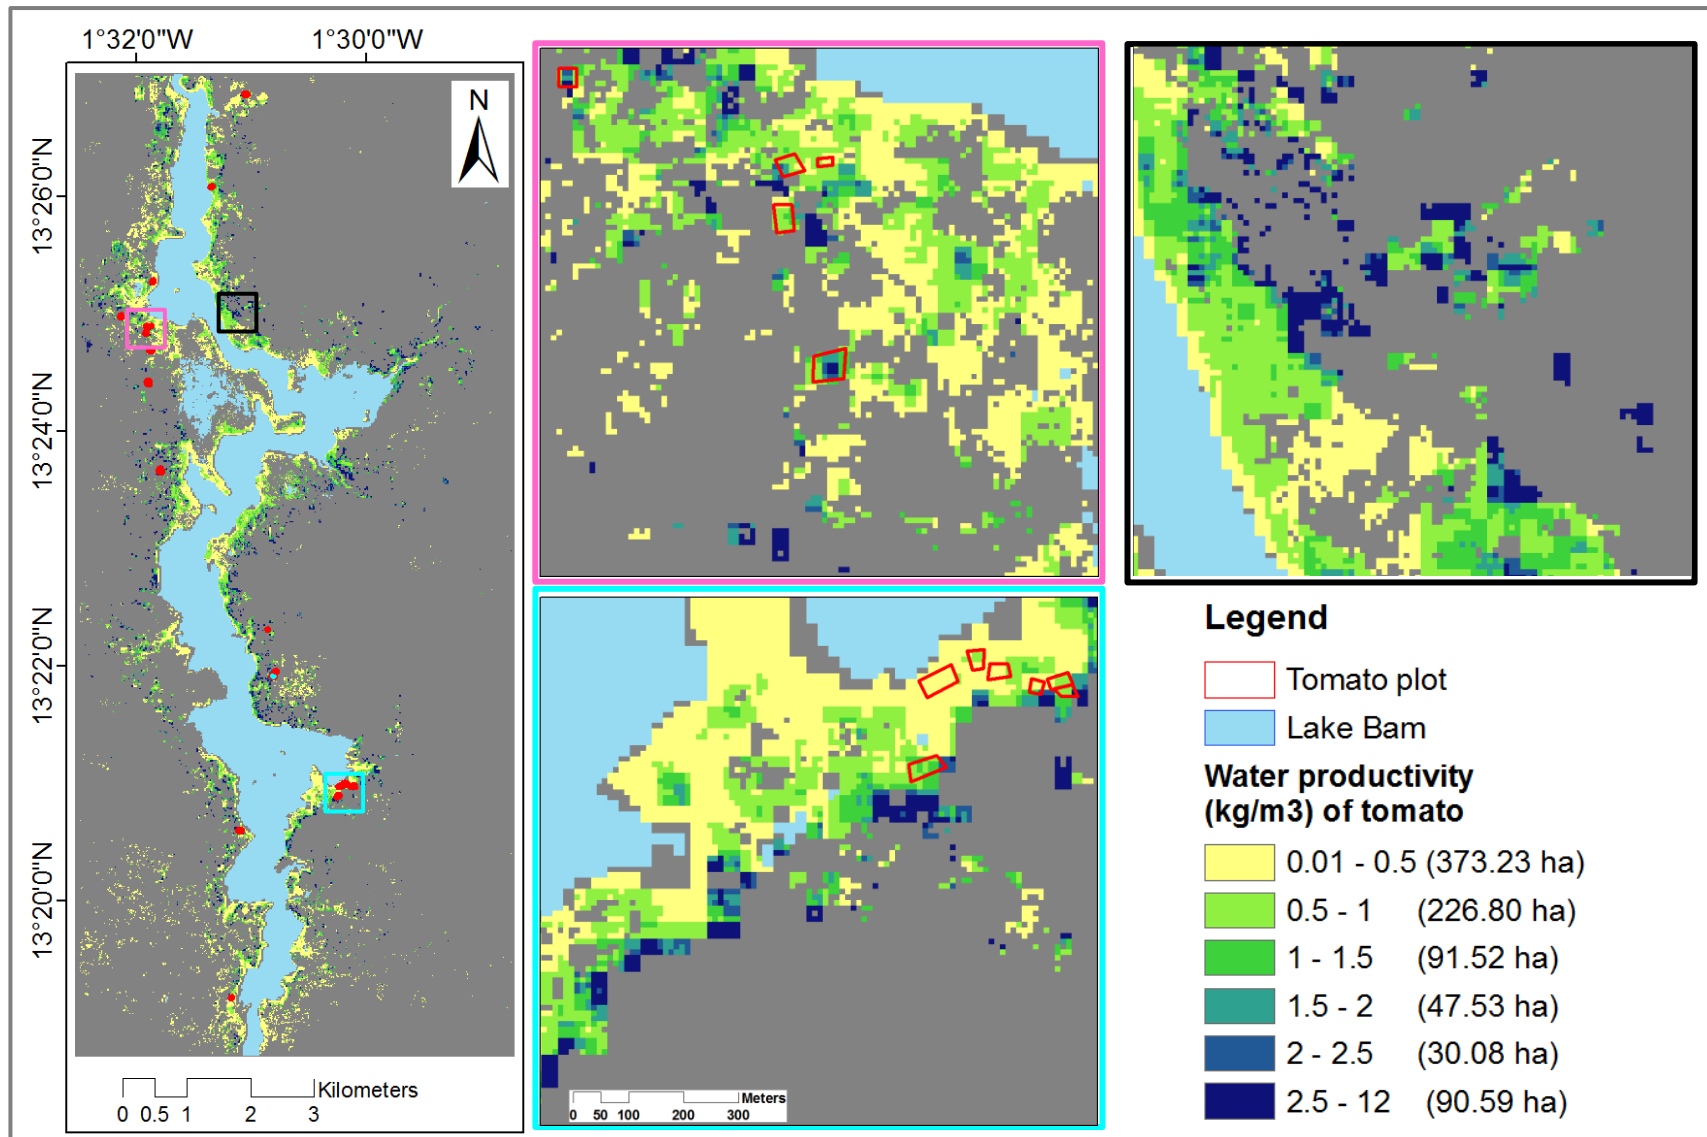 1°32'0"W 1°30'0"W
N
13°26'0"N
13°24'0"N
13°22'0"N
13°20'0"N
Kilometers
0 0.5 1 2 3
Meters
0 50 100 200 300
Legend
Tomato plot
Lake Bam
Water productivity
(kg/m3) of tomato
0.01 - 0.5 (373.23 ha)
0.5 - 1 (226.80 ha)
1 - 1.5 (91.52 ha)
1.5 - 2 (47.53 ha)
2 - 2.5 (30.08 ha)
2.5 - 12 (90.59 ha)